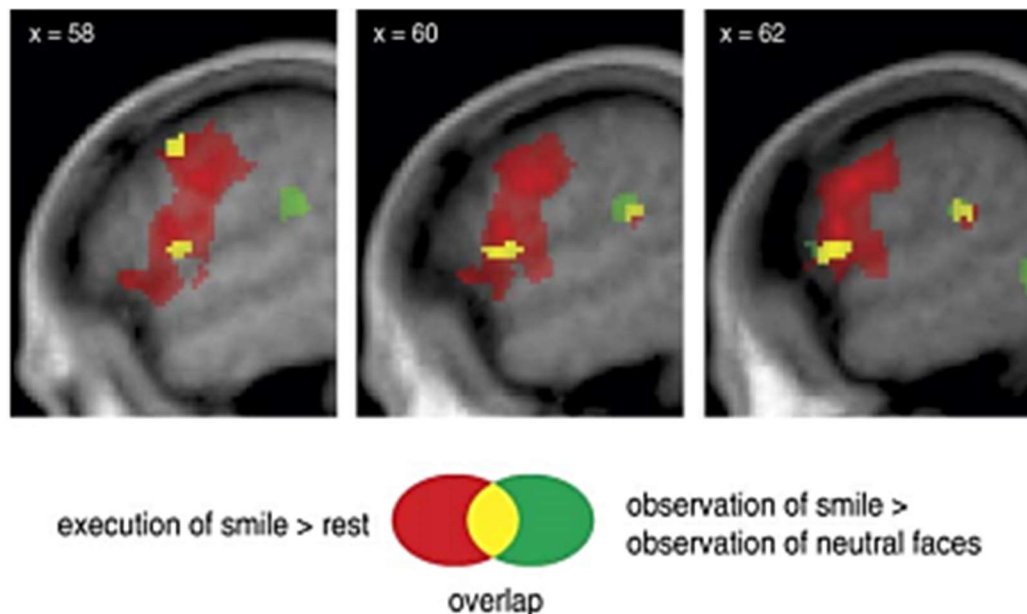 x = 58
x = 60
x = 62
execution of smile > rest
observation of smile >
observation of neutral faces
overlap